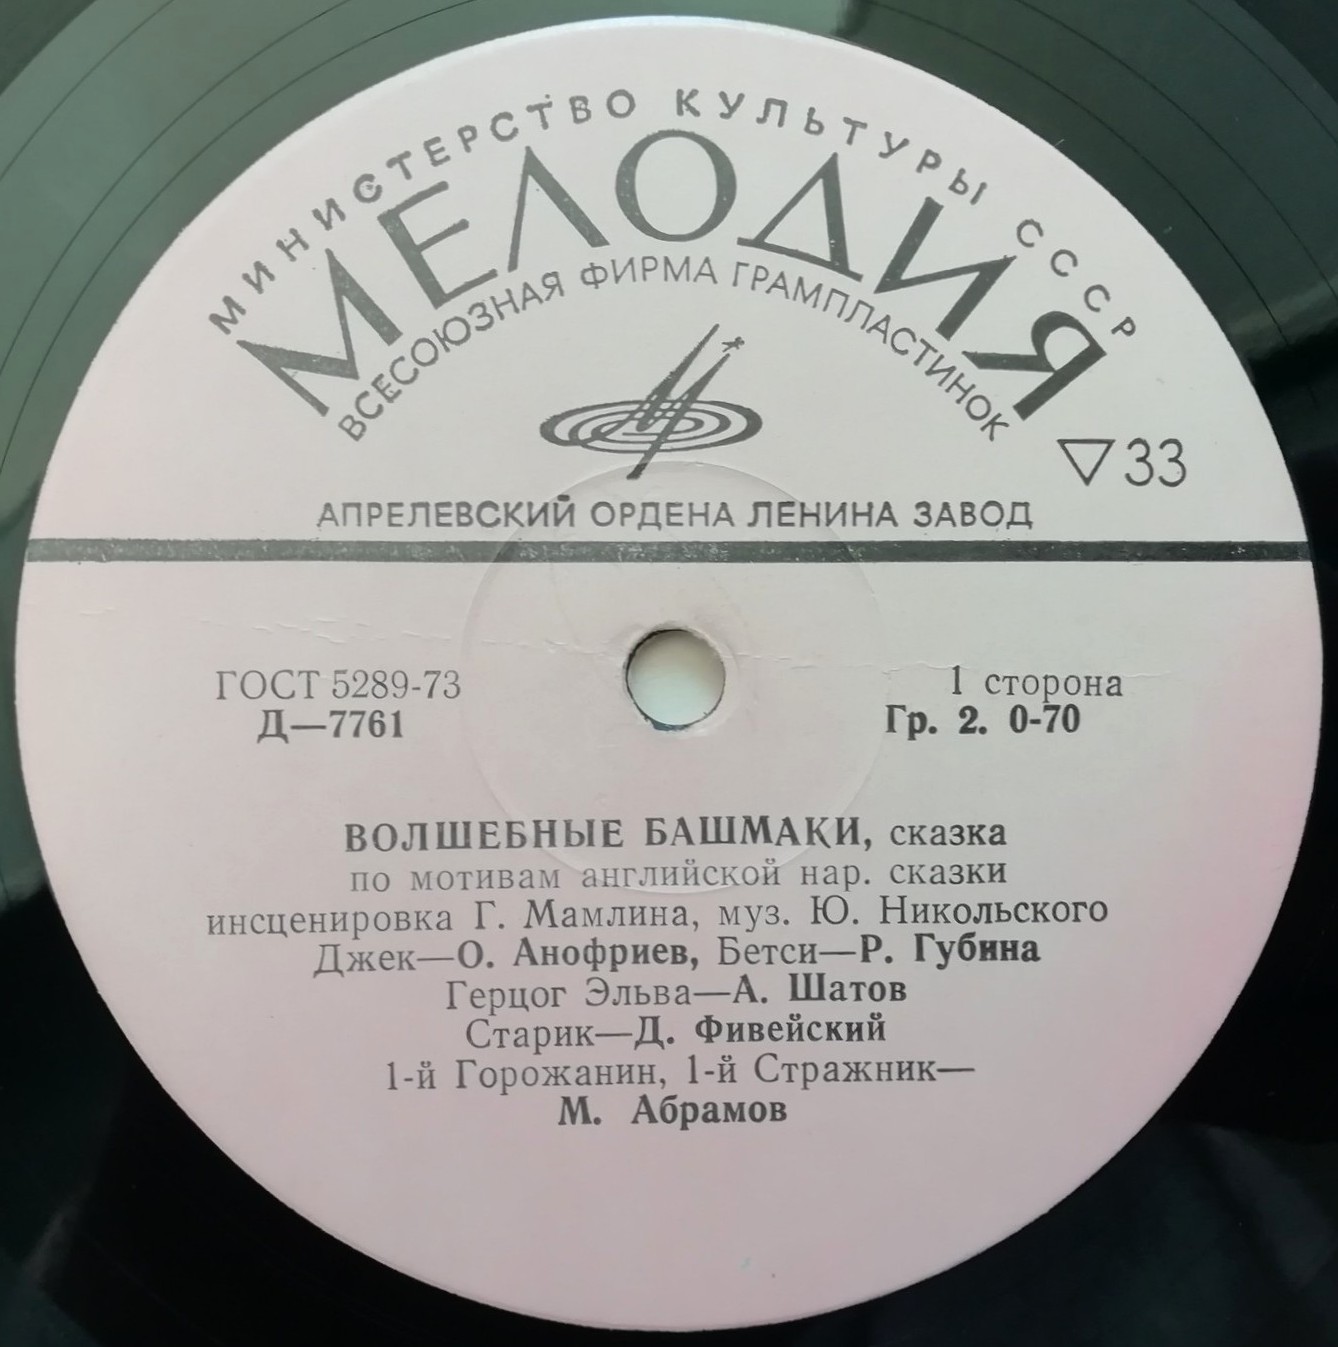 МИНИСТЕРСТВО КУЛЬТУРЫ СССР
МЕЛОДИЯ
ВСЕСОЮЗНАЯ ФИРМА ГРАМПЛАСТИНОК
▽33
АПРЕЛЕВСКИЙ ОРДЕНА ЛЕНИНА ЗАВОД
ГОСТ 5289-73
Д—7761
1 сторона
Гр. 2. 0-70
ВОЛШЕБНЫЕ БАШМАКИ, сказка
по мотивам английской нар. сказки
инсценировка Г. Мамлина, муз. Ю. Никольского
Джек—О. Анофриев, Бетси—Р. Губина
Герцог Эльва—А. Шатов
Старик—Д. Фивейский
1-й Горожанин, 1-й Стражник—
М. Абрамов